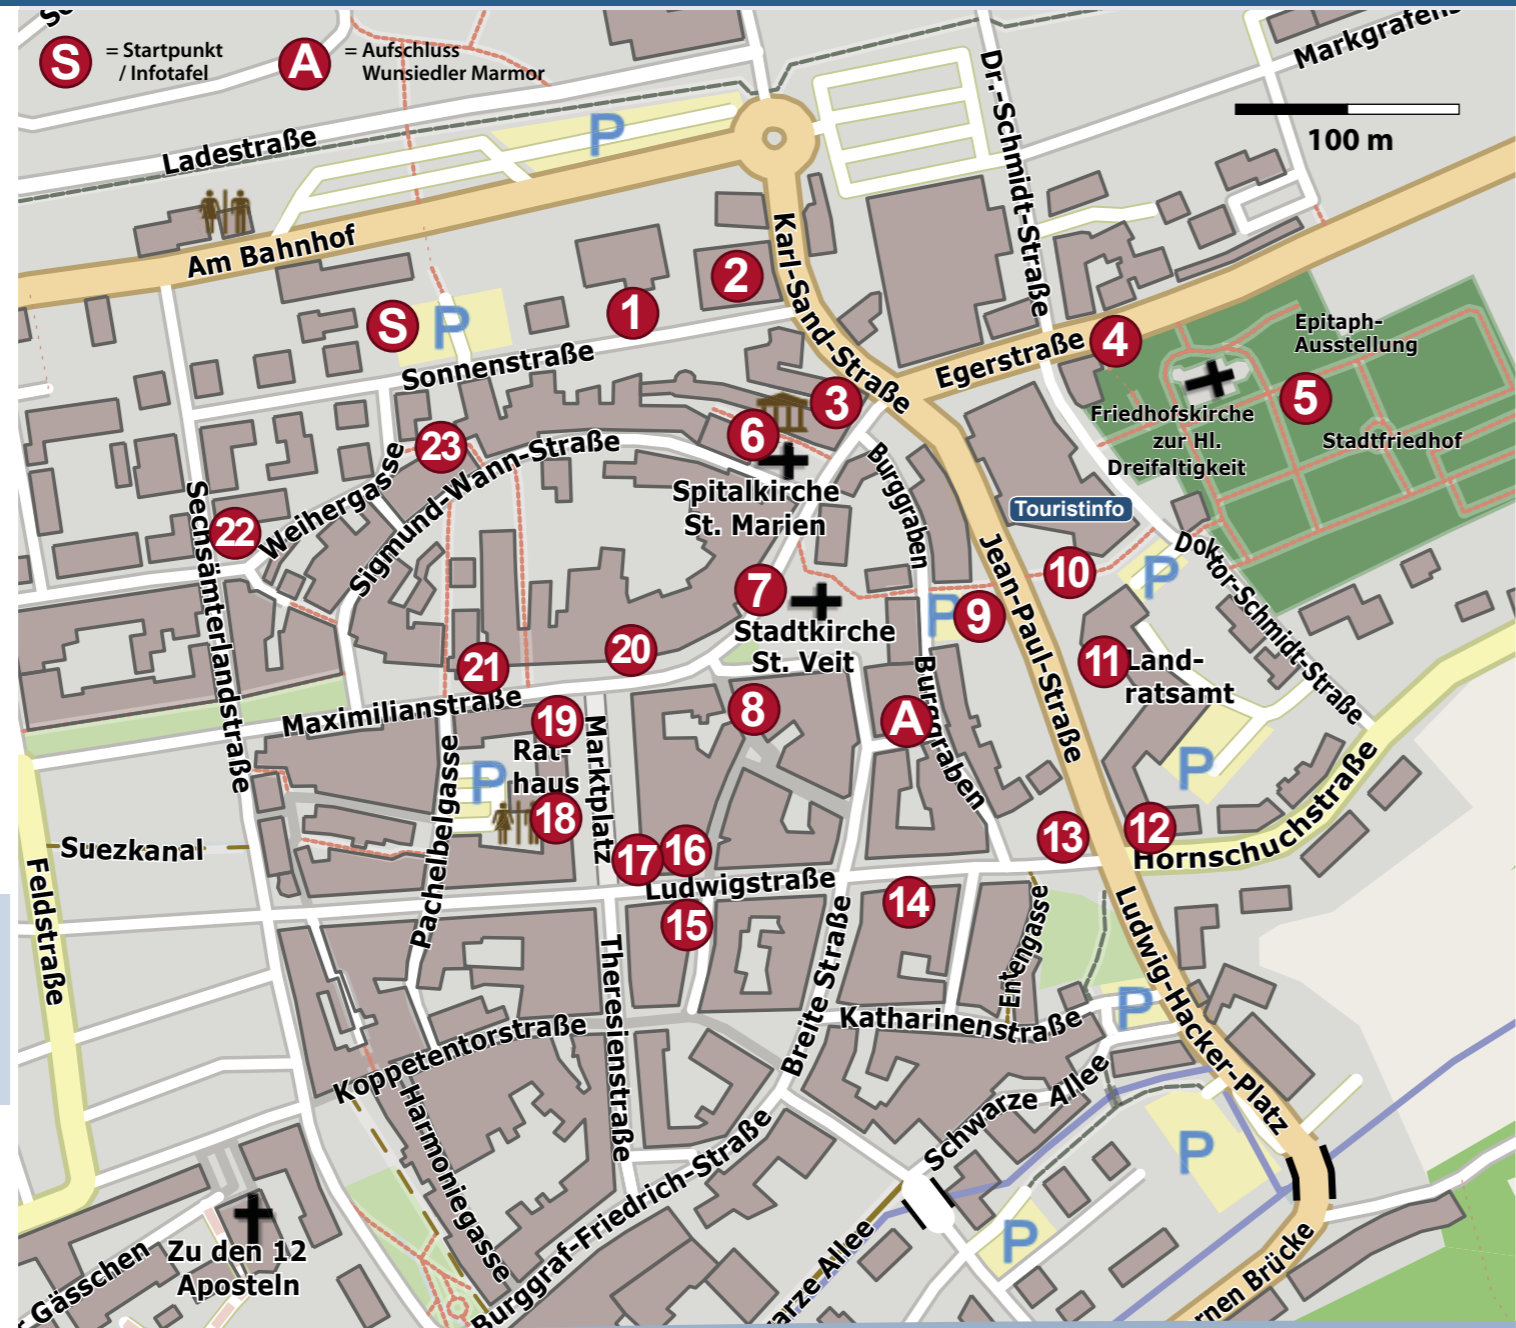 S
= Startpunkt
/ Infotafel
A
= Aufschluss
Wunsiedler Marmor
Markgrafens
100 m
Ladestraße
P
Dr.-Schmidt-Straße
Am Bahnhof
Karl-Sand-Straße
S
P
1
2
Sonnenstraße
Egerstraße
4
Epitaph-
Ausstellung
5
Friedhofskirche
zur Hl.
Dreifaltigkeit
Stadtfriedhof
3
6
23
Spitalkirche
St. Marien
Sigmund-Wann-Straße
Weihergasse
22
Sechsämterlandstraße
Burggraben
Touristinfo
Jean-Paul-Straße
Doktor-Schmidt-Straße
P
10
7
Stadtkirche
St. Veit
P
9
11
Land-
ratsamt
20
21
Maximilianstraße
8
A
Burggraben
19
Rat-
haus
Marktplatz
P
18
P
Pachelbelgasse
Suezkanal
Feldstraße
17
16
Ludwigstraße
15
14
13
12
Hornschuchstraße
Entengasse
Ludwig-Hacker-Platz
P
Theresienstraße
Breite Straße
Katharinenstraße
Koppetentorstraße
Harmoniegasse
Schwarze Allee
P
Burggraf-Friedrich-Straße
P
Zu den 12
Aposteln
Gässchen
arze Allee
rnen Brücke